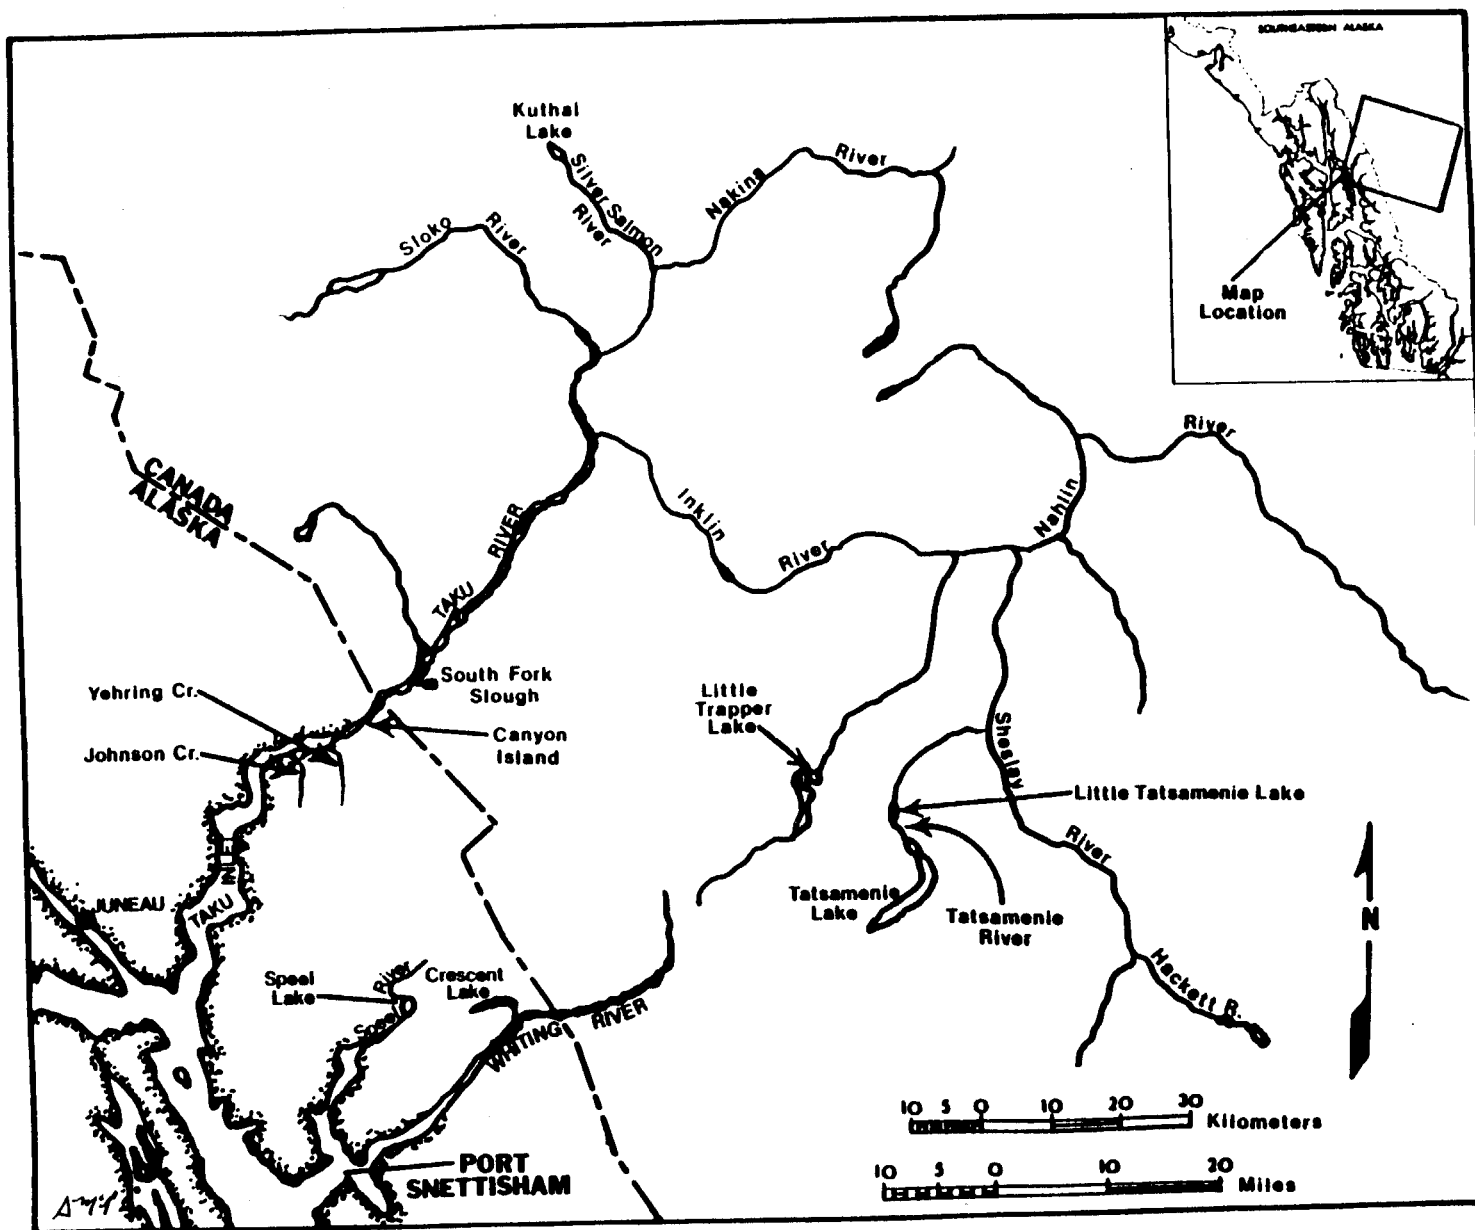 SOUTHEASTERN ALASKA
Map
Location
Kuthai
Lake
Silver Salmon
River
Nakina River
Sloko River
CANADA
ALASKA
River
Nahlin
Inklin
River
TAKU RIVER
South Fork
Slough
Yehring Cr.
Johnson Cr.
Canyon
Island
Little
Trapper
Lake
Sheslay
River
Little Tatsamenie Lake
Tatsamenie
Lake
Tatsamenie
River
Hackett R.
N
JUNEAU
TAKU INLET
Speel
Lake
Speel River
Crescent
Lake
WHITING RIVER
PORT
SNETTISHAM
10 5 0 10 20 30
Kilometers
10 5 0 10 20
Miles